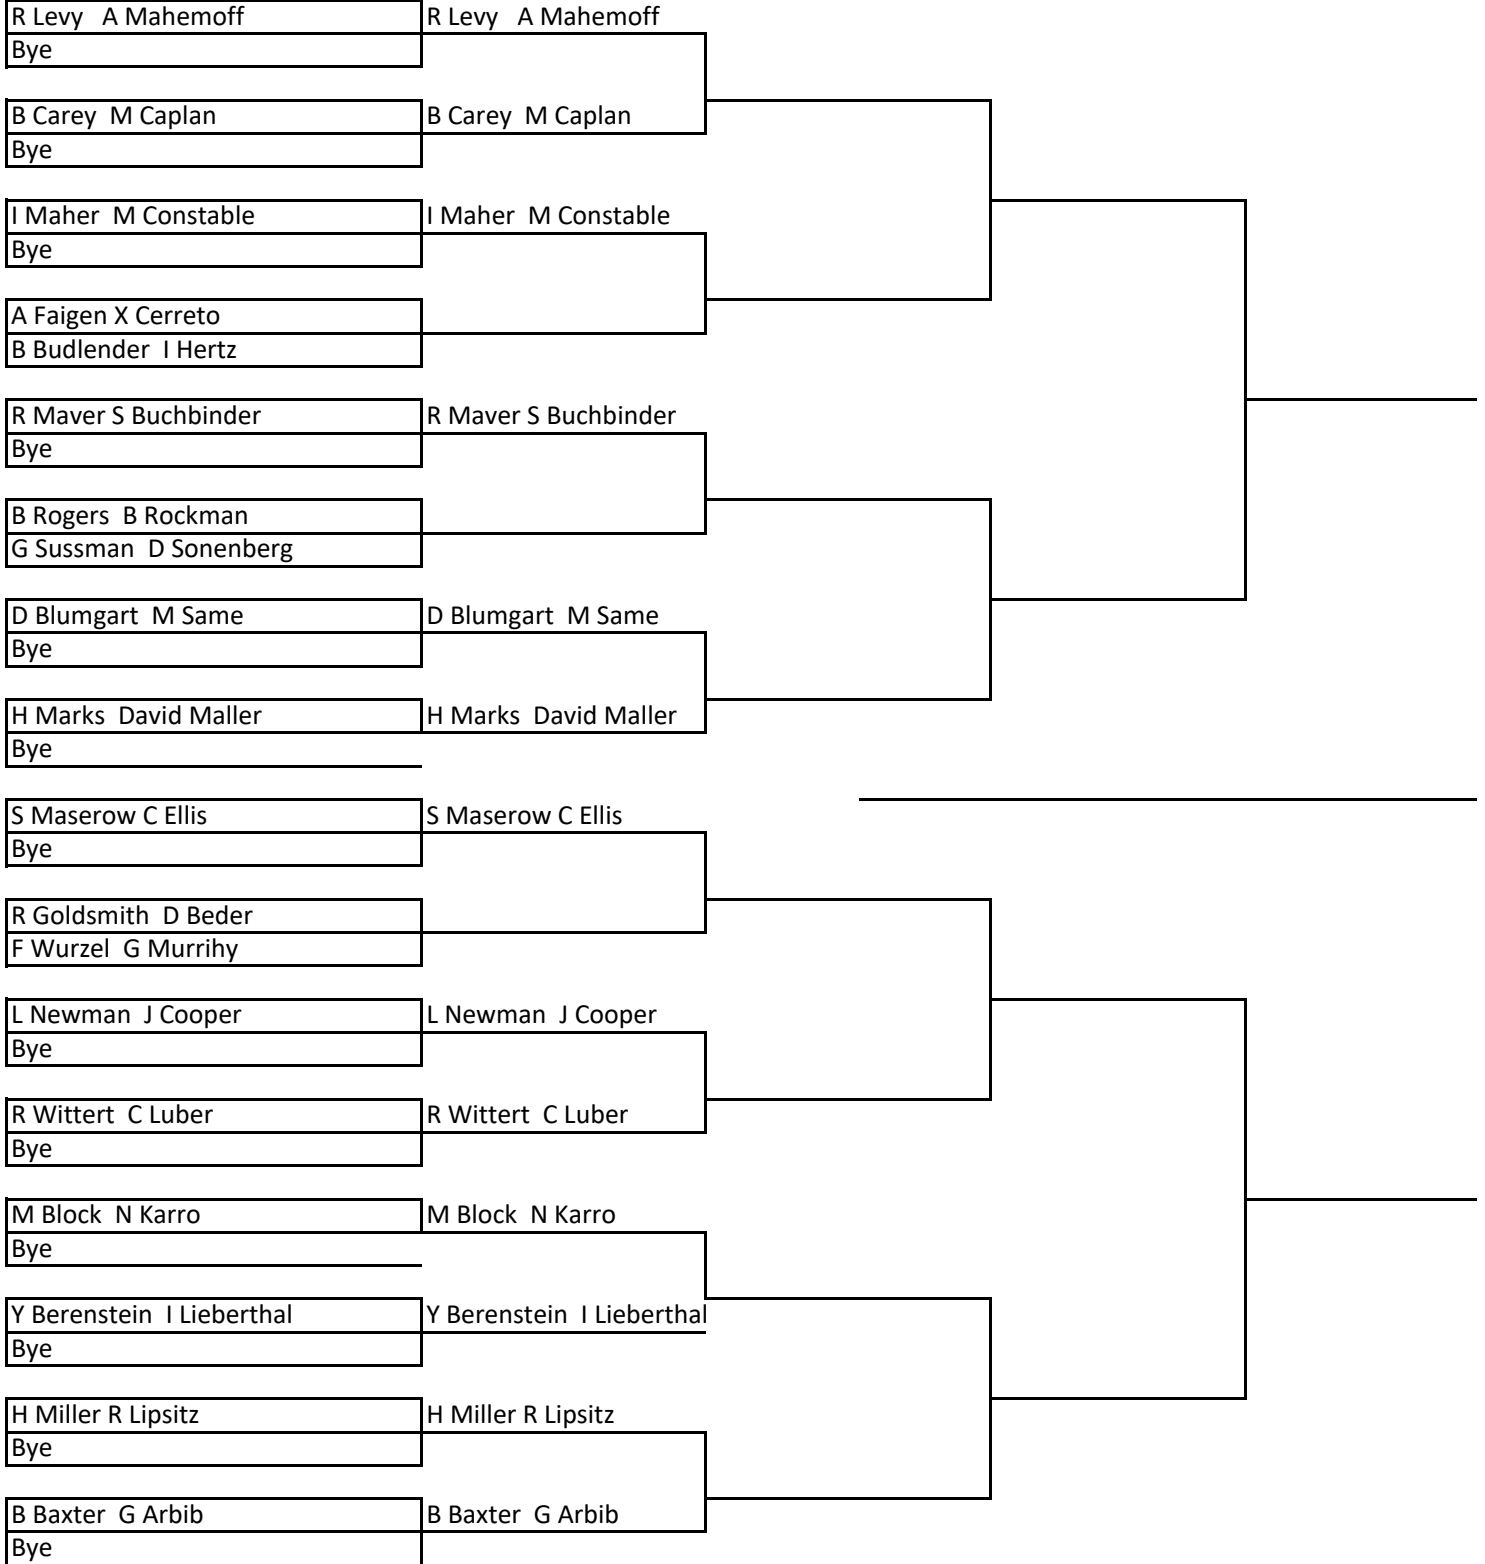 R Levy   A Mahemoff R Levy   A Mahemoff
Bye
B Carey  M Caplan B Carey  M Caplan
Bye
I Maher  M Constable I Maher  M Constable
Bye
A Faigen X Cerreto
B Budlender  I Hertz
R Maver S Buchbinder R Maver S Buchbinder
Bye
B Rogers  B Rockman
G Sussman  D Sonenberg
D Blumgart  M Same D Blumgart  M Same
Bye
H Marks  David Maller H Marks  David Maller
Bye
S Maserow C Ellis S Maserow C Ellis
Bye
R Goldsmith  D Beder
F Wurzel  G Murrihy
L Newman  J Cooper L Newman  J Cooper
Bye
R Wittert  C Luber R Wittert  C Luber
Bye
M Block  N Karro M Block  N Karro
Bye
Y Berenstein  I Lieberthal Y Berenstein  I Lieberthal
Bye
H Miller R Lipsitz H Miller R Lipsitz
Bye
B Baxter  G Arbib B Baxter  G Arbib
Bye